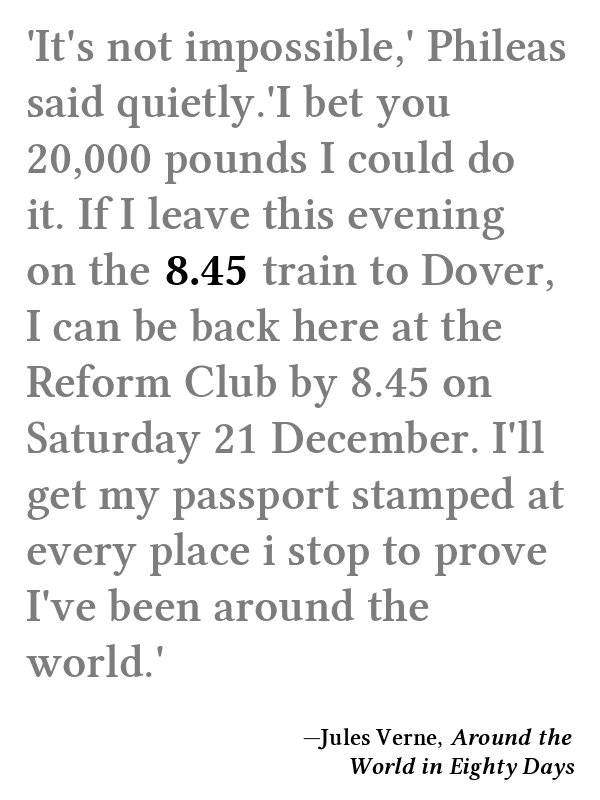 'It's not impossible,' Phileas
said quietly.'I bet you
20,000 pounds I could do
it. If I leave this evening
on the 8.45 train to Dover,
I can be back here at the
Reform Club by 8.45 on
Saturday 21 December. I'll
get my passport stamped at
every place i stop to prove
I've been around the
world.'
—Jules Verne, Around the
World in Eighty Days